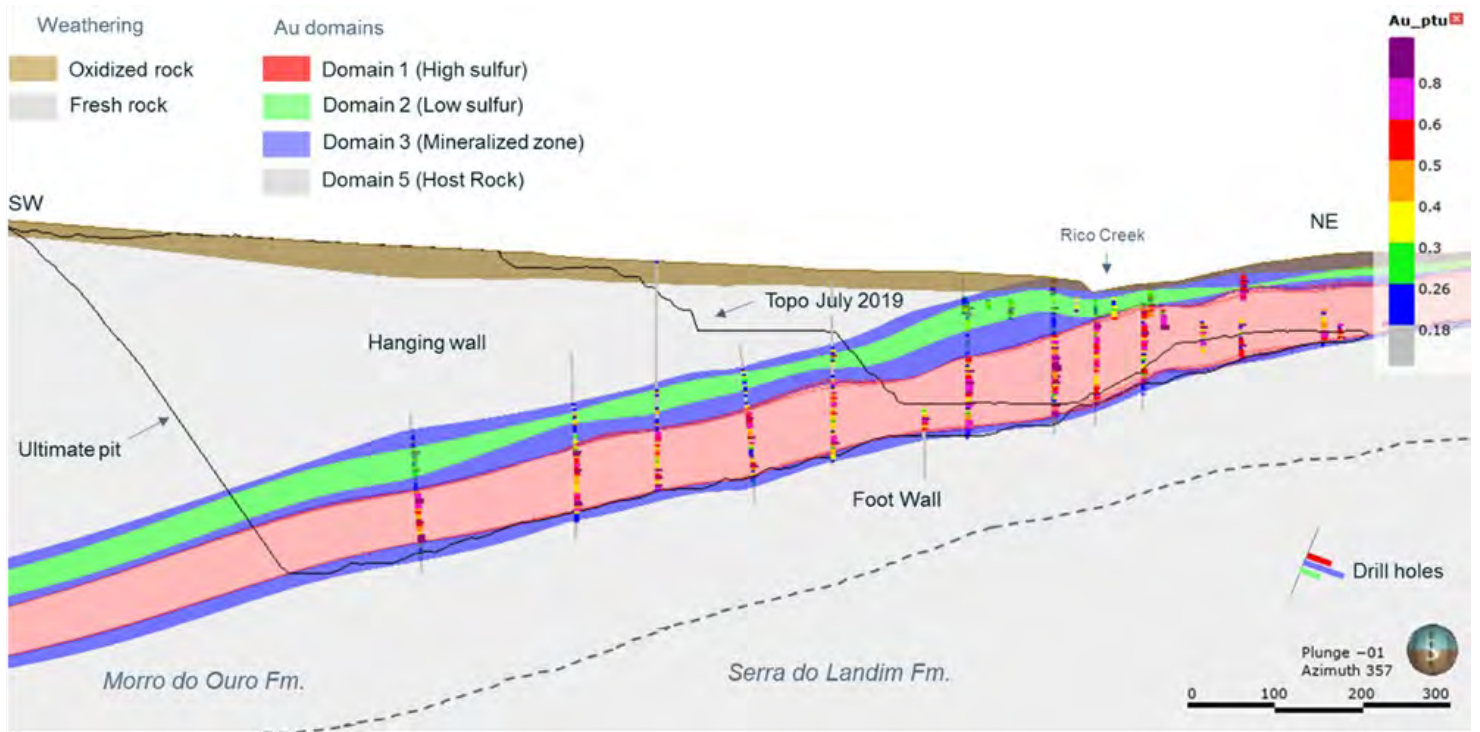 Weathering
Oxidized rock
Fresh rock
Au domains
Domain 1 (High sulfur)
Domain 2 (Low sulfur)
Domain 3 (Mineralized zone)
Domain 5 (Host Rock)
Au_ptu
0.8
0.6
0.5
0.4
0.3
0.26
0.18
SW
NE
Rico Creek
Topo July 2019
Hanging wall
Ultimate pit
Foot Wall
Drill holes
Morro do Ouro Fm.
Serra do Landim Fm.
Plunge −01
Azimuth 357
0 100 200 300